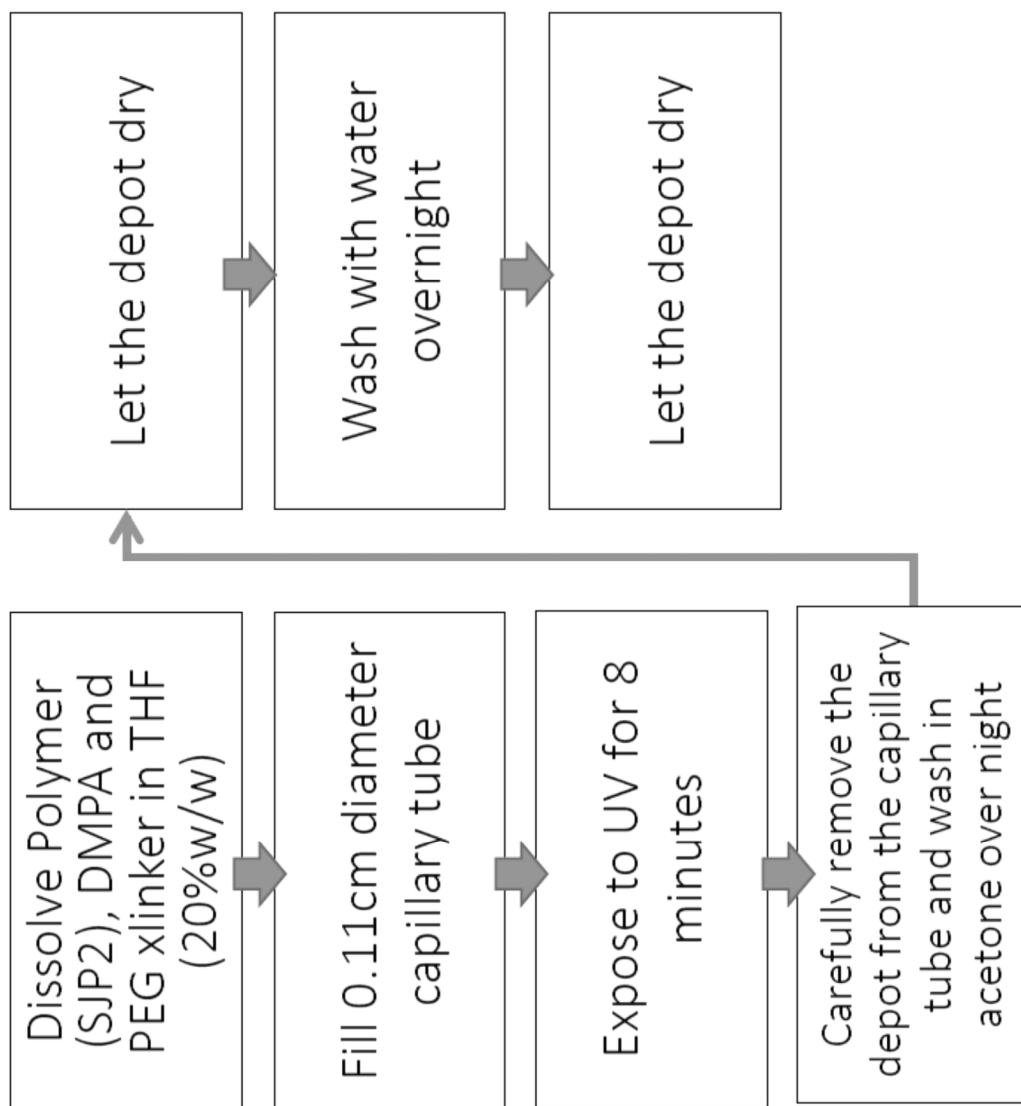 Dissolve Polymer
(SJP2), DMPA and
PEG xlinker in THF
(20%w/w)
Fill 0.11cm diameter
capillary tube
Expose to UV for 8
minutes
Carefully remove the
depot from the capillary
tube and wash in
acetone over night
Let the depot dry
Wash with water
overnight
Let the depot dry